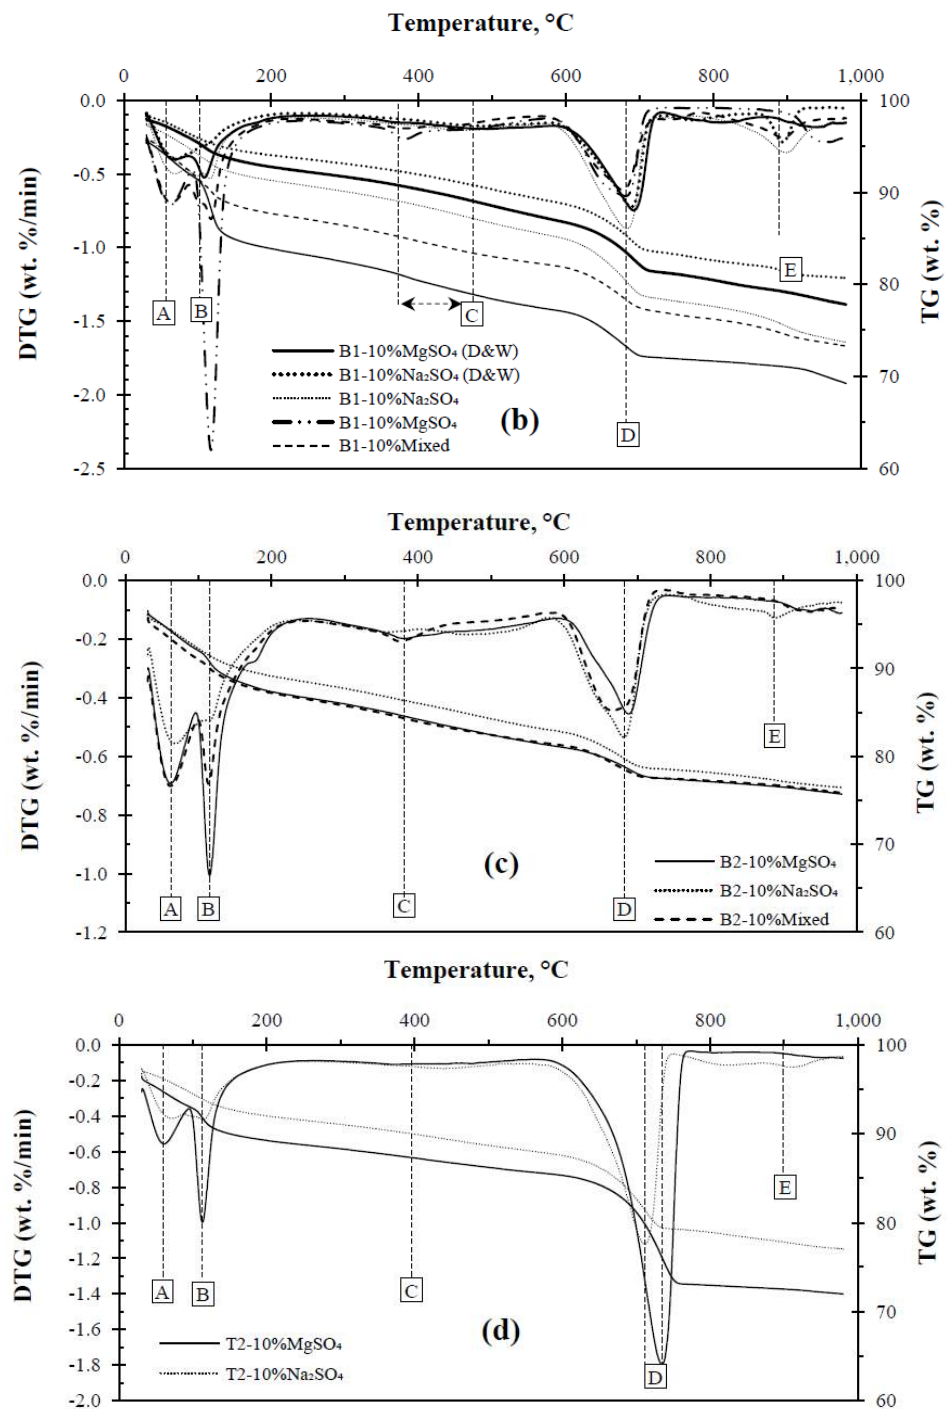 Temperature, °C
0 200 400 600 800 1,000
0.0 100
-0.5 90
-1.0 80
-1.5 70
-2.0
-2.5 60
DTG (wt. %/min)
TG (wt. %)
A B C D E
B1-10%MgSO₄ (D&W)
B1-10%Na₂SO₄ (D&W)
B1-10%Na₂SO₄
B1-10%MgSO₄
B1-10%Mixed
(b)
Temperature, °C
0 200 400 600 800 1,000
0.0 100
-0.2 90
-0.4
-0.6 80
-0.8 70
-1.0
-1.2 60
DTG (wt. %/min)
TG (wt. %)
A B C D E
(c)
B2-10%MgSO₄
B2-10%Na₂SO₄
B2-10%Mixed
Temperature, °C
0 200 400 600 800 1,000
0.0 100
-0.2
-0.4 90
-0.6
-0.8
-1.0 80
-1.2
-1.4 70
-1.6
-1.8
-2.0 60
DTG (wt. %/min)
TG (wt. %)
A B C D E
(d)
T2-10%MgSO₄
T2-10%Na₂SO₄